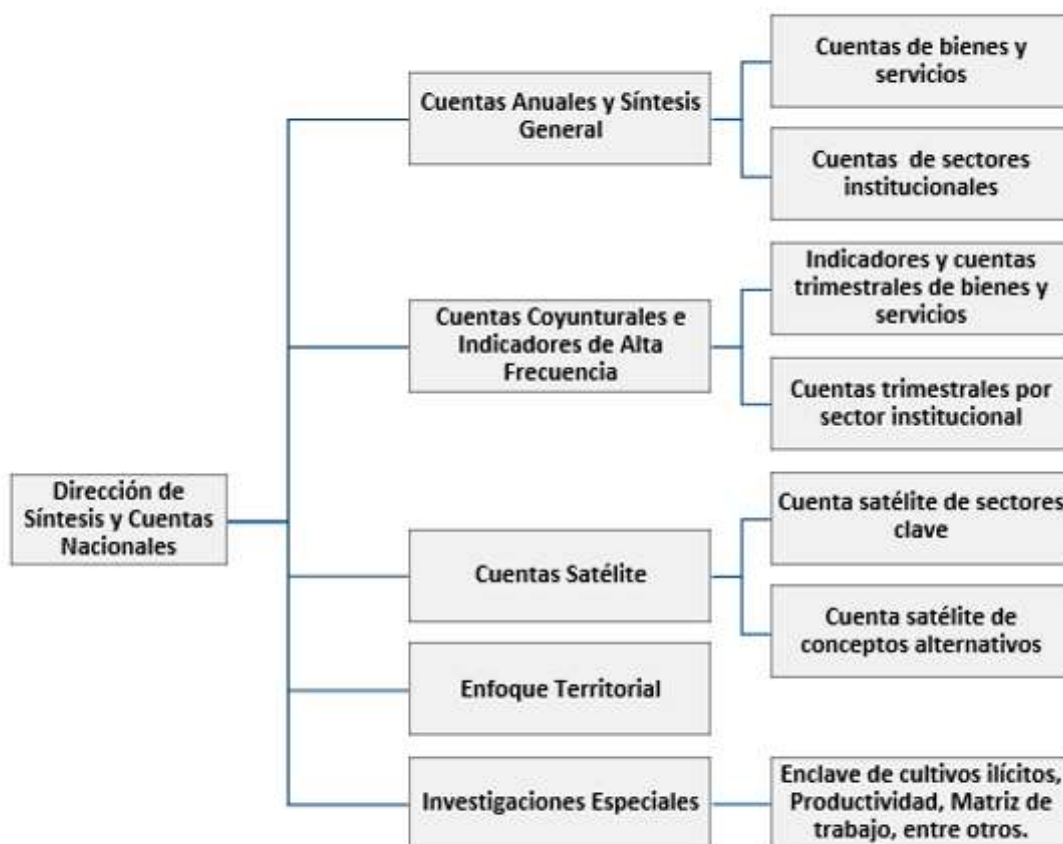 Dirección de
Síntesis y Cuentas
Nacionales
Cuentas Anuales y Síntesis
General
Cuentas de bienes y
servicios
Cuentas de sectores
institucionales
Cuentas Coyunturales e
Indicadores de Alta
Frecuencia
Indicadores y cuentas
trimestrales de bienes y
servicios
Cuentas trimestrales por
sector institucional
Cuentas Satélite
Cuenta satélite de sectores
clave
Cuenta satélite de
conceptos alternativos
Enfoque Territorial
Investigaciones Especiales
Enclave de cultivos ilícitos,
Productividad, Matriz de
trabajo, entre otros.